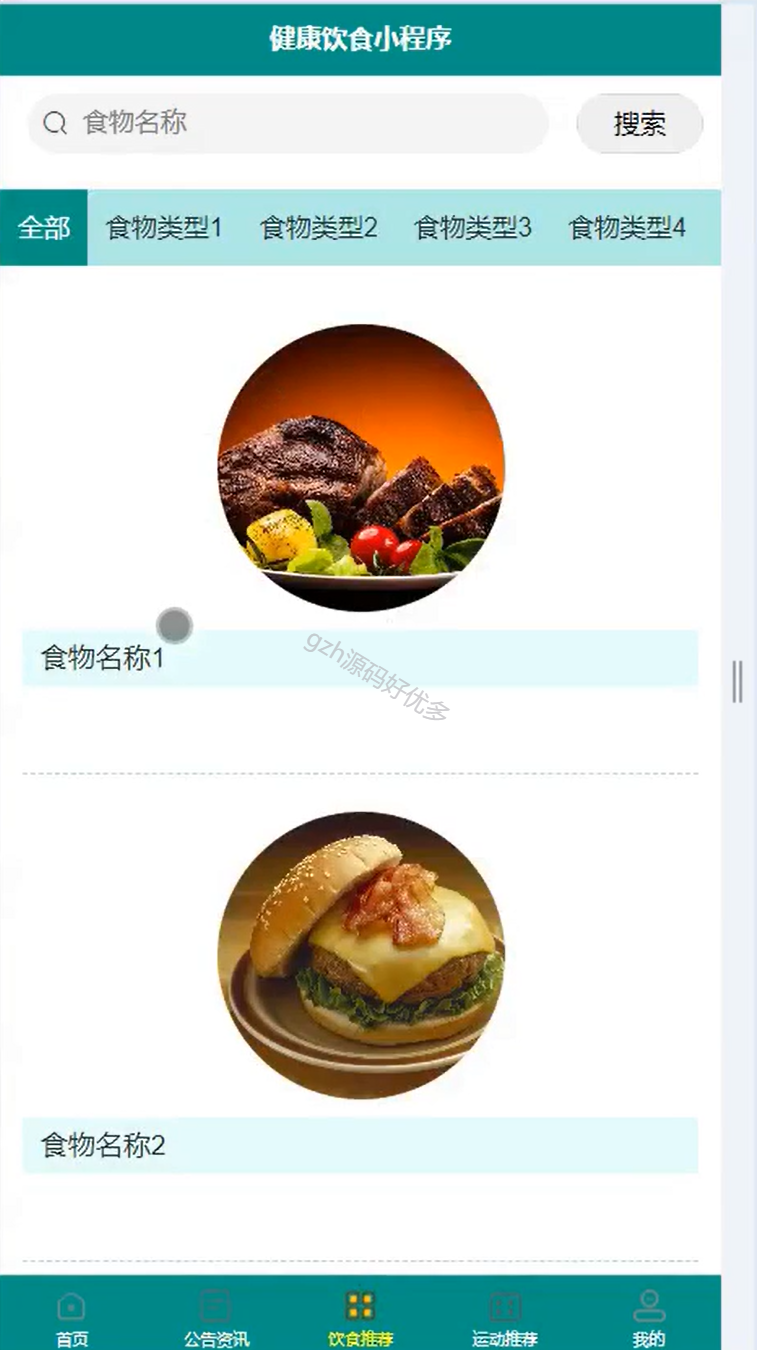 健康饮食小程序
食物名称
搜索
全部
食物类型1
食物类型2
食物类型3
食物类型4
食物名称1
gzh源码好优多
食物名称2
首页
公告资讯
饮食推荐
运动推荐
我的